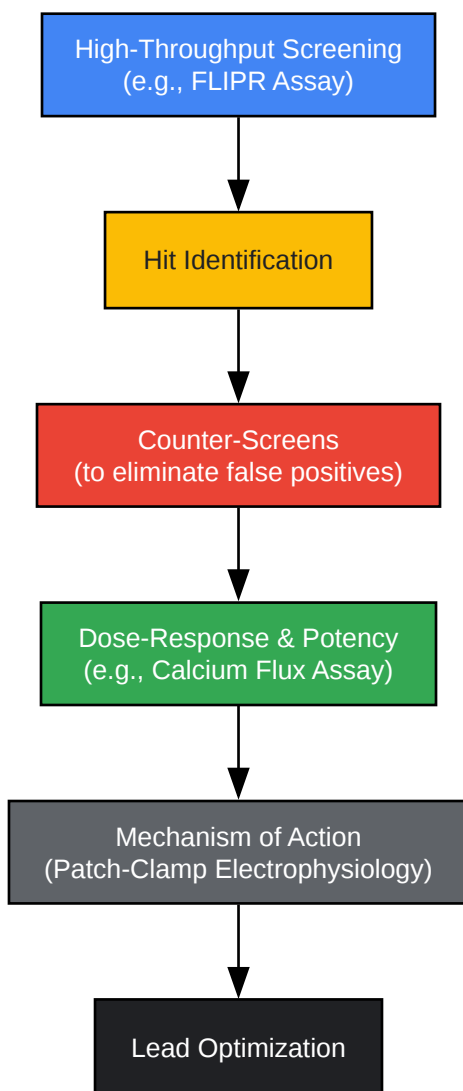 High-Throughput Screening
(e.g., FLIPR Assay)
Hit Identification
Counter-Screens
(to eliminate false positives)
Dose-Response & Potency
(e.g., Calcium Flux Assay)
Mechanism of Action
(Patch-Clamp Electrophysiology)
Lead Optimization